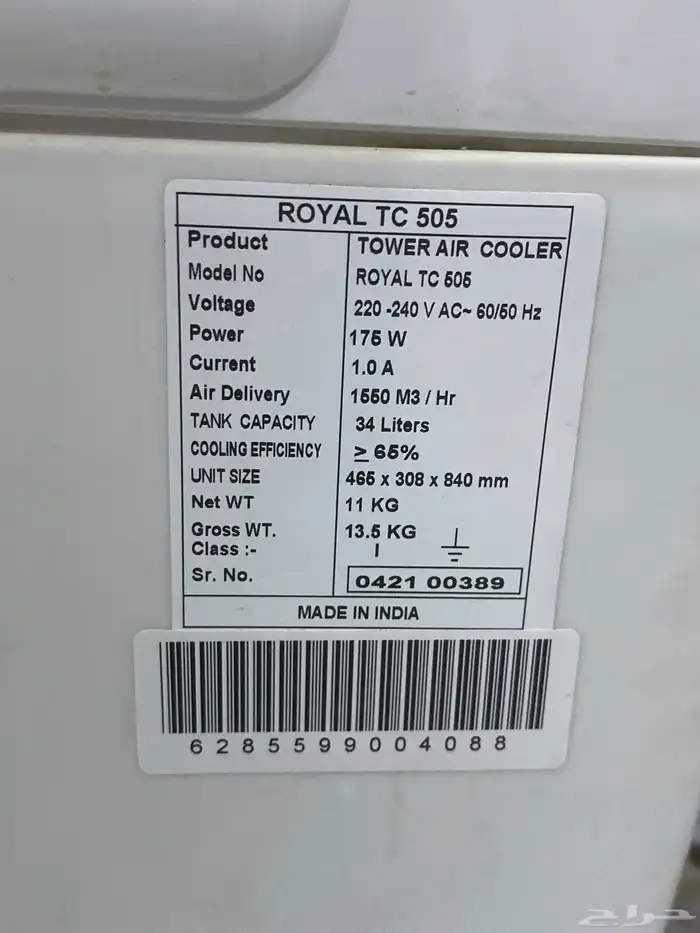 ROYAL TC 505
Product TOWER AIR COOLER
Model No ROYAL TC 505
Voltage 220 -240 V AC~ 60/50 Hz
Power 175 W
Current 1.0 A
Air Delivery 1550 M3 / Hr
TANK CAPACITY 34 Liters
COOLING EFFICIENCY ≥ 65%
UNIT SIZE 465 x 308 x 840 mm
Net WT 11 KG
Gross WT. 13.5 KG
Class :- I
Sr. No. 0421 00389
MADE IN INDIA
6285599004088
حراج